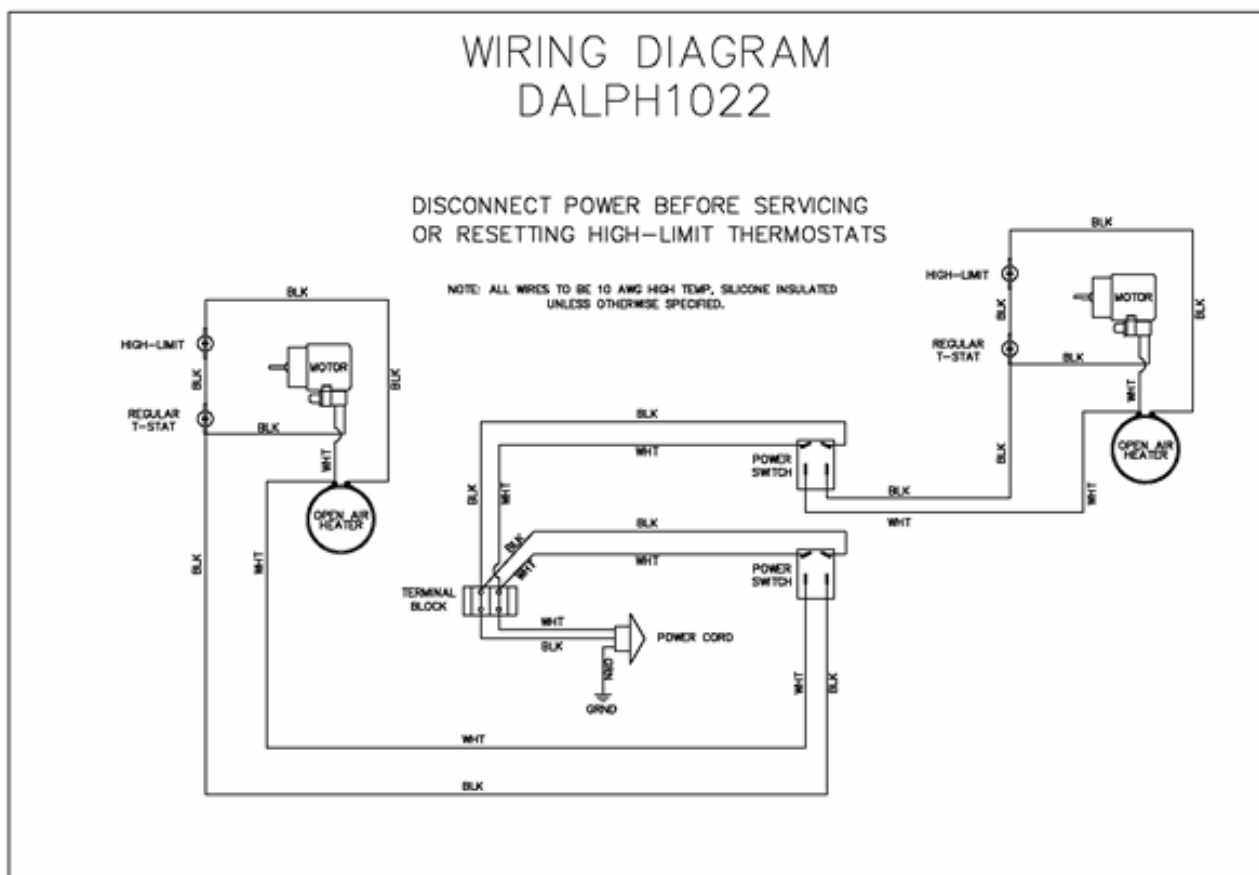 WIRING DIAGRAM
DALPH1022
DISCONNECT POWER BEFORE SERVICING
OR RESETTING HIGH-LIMIT THERMOSTATS
NOTE: ALL WIRES TO BE 10 AWG HIGH TEMP, SILICONE INSULATED
UNLESS OTHERWISE SPECIFIED.
BLK
HIGH-LIMIT
BLK
MOTOR
BLK
REGULAR
T-STAT
BLK
WHT
OPEN AIR
HEATER
BLK
WHT
BLK
HIGH-LIMIT
BLK
MOTOR
BLK
REGULAR
T-STAT
BLK
WHT
OPEN AIR
HEATER
BLK
WHT
BLK
WHT
POWER
SWITCH
BLK
WHT
BLK
WHT
BLK
BLK
WHT
WHT
POWER
SWITCH
TERMINAL
BLOCK
WHT
BLK
POWER CORD
GRN
GRND
WHT
BLK
WHT
BLK